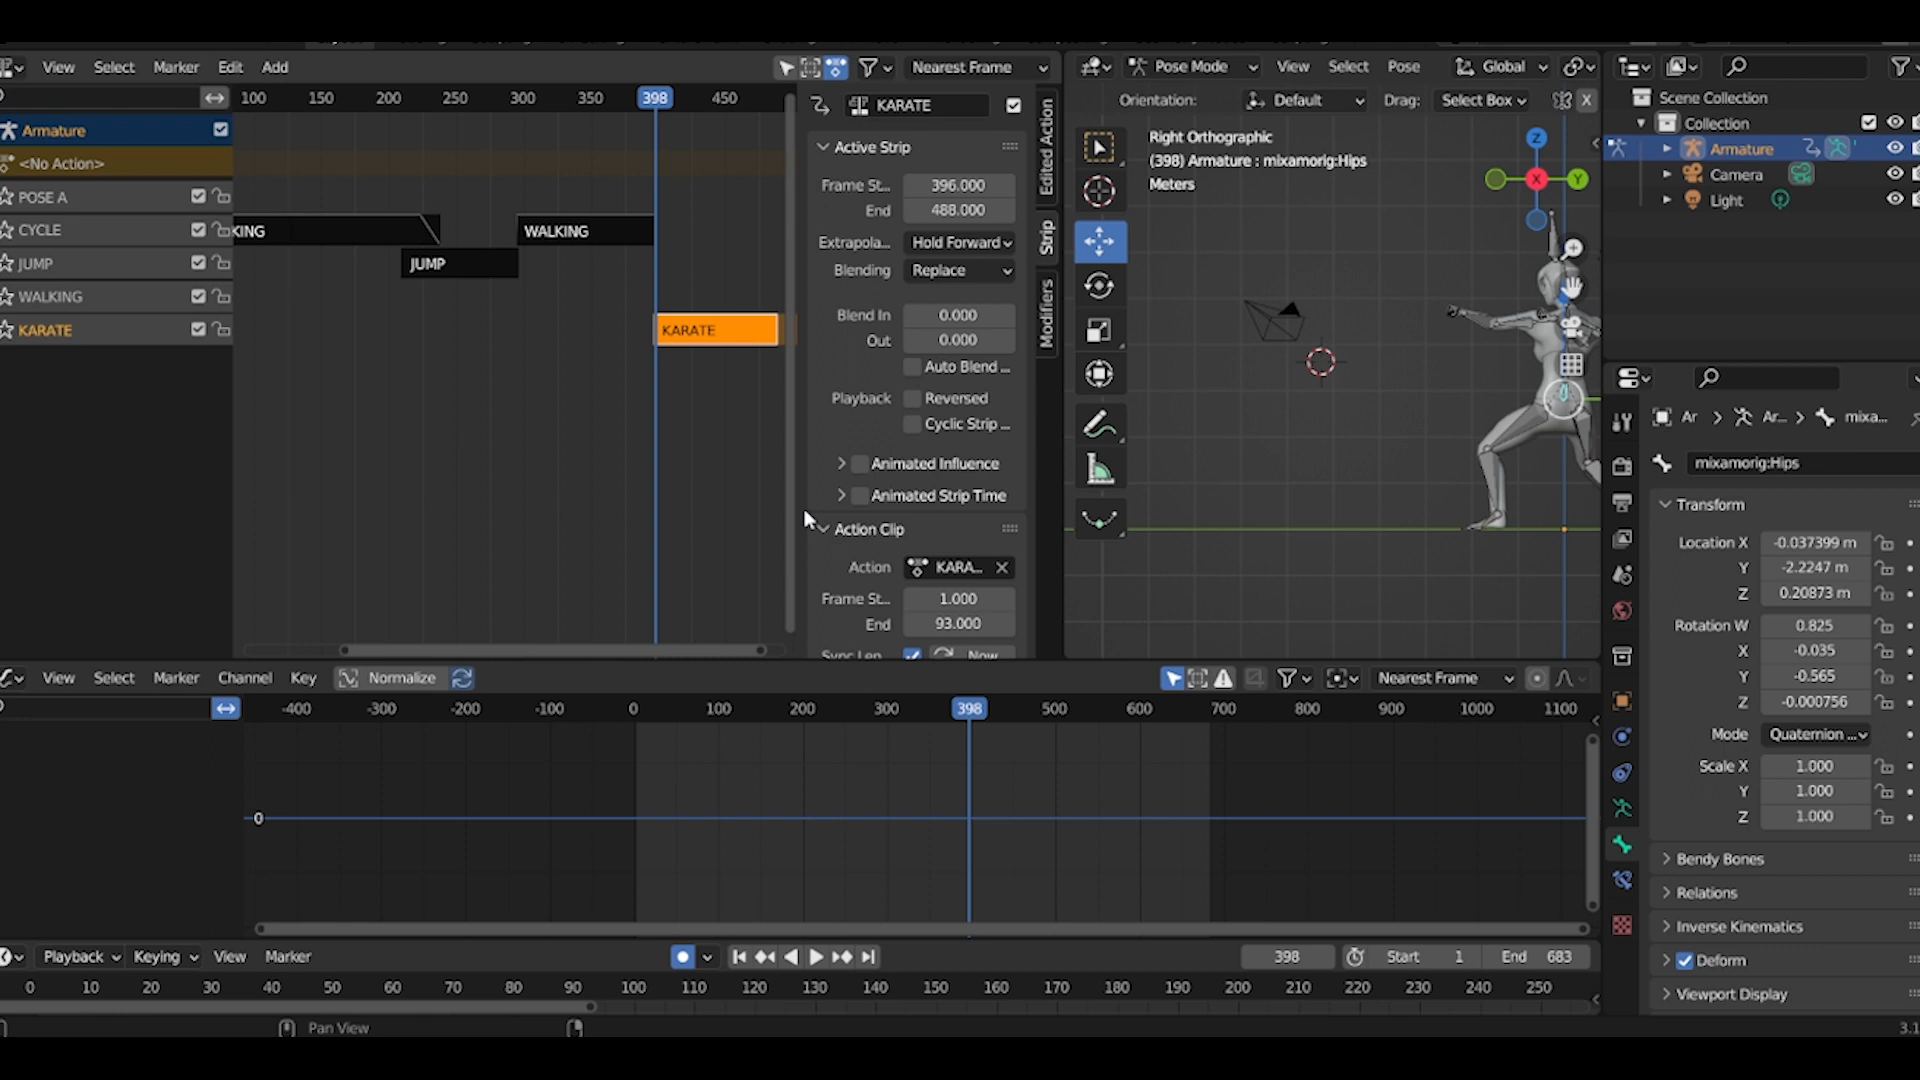 View Select Marker Edit Add Nearest Frame
100 150 200 250 300 350 398 450
Armature
<No Action>
POSE A
CYCLE
JUMP
WALKING
KARATE
KING
WALKING
JUMP
KARATE
KARATE
Active Strip
Frame St... 396.000
End 488.000
Extrapola... Hold Forward
Blending Replace
Blend In 0.000
Out 0.000
Auto Blend ...
Playback Reversed
Cyclic Strip ...
Animated Influence
Animated Strip Time
Action Clip
Action KARA...
Frame St... 1.000
End 93.000
Sync Len... Now
Edited Action
Strip
Modifiers
Pose Mode View Select Pose Global
Orientation: Default Drag: Select Box X
Right Orthographic
(398) Armature : mixamorig:Hips
Meters
Z
X
Y
Scene Collection
Collection
Armature
Camera
Light
Ar Ar... mixa...
mixamorig:Hips
Transform
Location X -0.037399 m
Y -2.2247 m
Z 0.20873 m
Rotation W 0.825
X -0.035
Y -0.565
Z -0.000756
Mode Quaternion ...
Scale X 1.000
Y 1.000
Z 1.000
Bendy Bones
Relations
Inverse Kinematics
Deform
Viewport Display
View Select Marker Channel Key Normalize Nearest Frame
-400 -300 -200 -100 0 100 200 300 398 500 600 700 800 900 1000 1100
0
Playback Keying View Marker 398 Start 1 End 683
0 10 20 30 40 50 60 70 80 90 100 110 120 130 140 150 160 170 180 190 200 210 220 230 240 250
Pan View
3.1